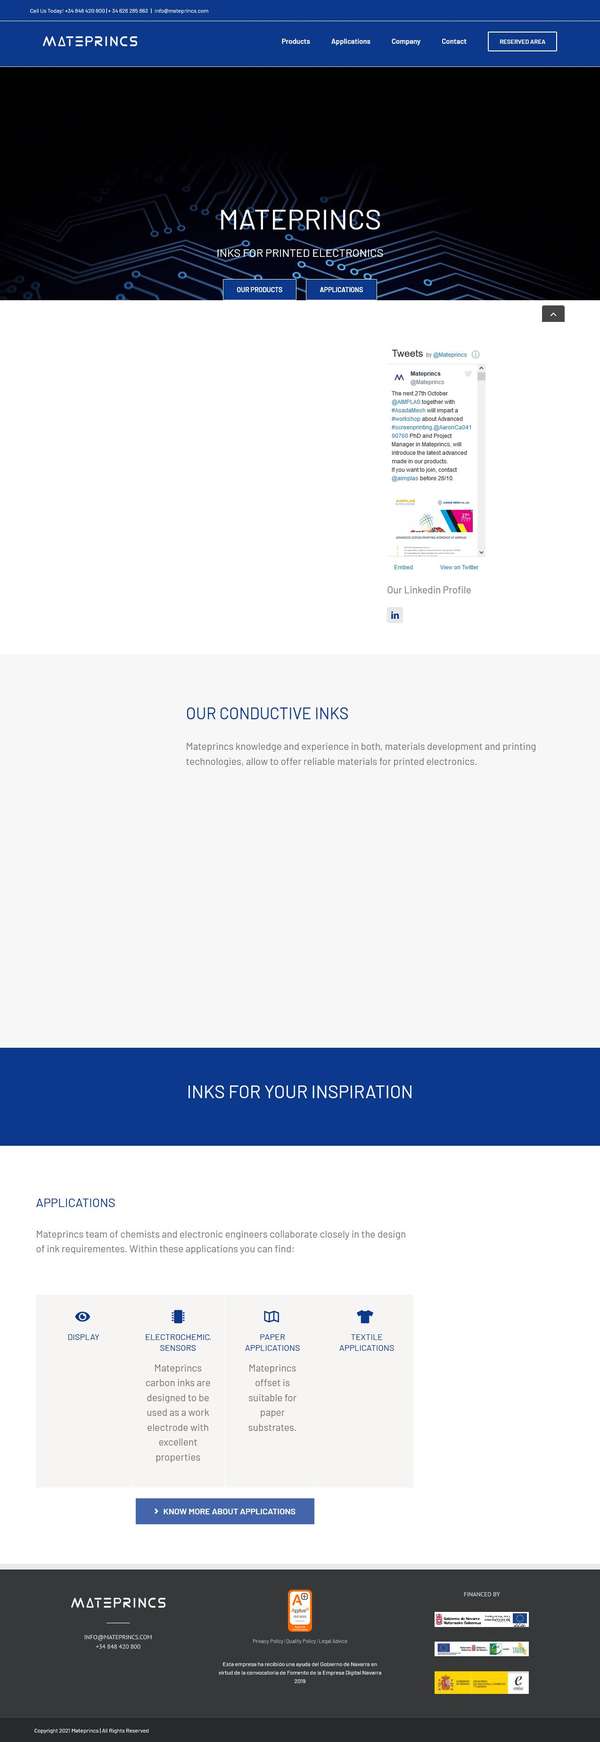 Call Us Today! +34 848 420 800 | + 34 626 285 862 | info@mateprincs.com
MATEPRINCS
Products
Applications
Company
Contact
RESERVED AREA
MATEPRINCS
INKS FOR PRINTED ELECTRONICS
OUR PRODUCTS
APPLICATIONS
Tweets by @Mateprincs
Mateprincs
@Mateprincs
The next 27th October
@AIMPLAS together with
#AsadaMesh will impart a
#workshop about Advanced
#screenprinting.@AaronCa041
90766 PhD and Project
Manager in Mateprincs, will
introduce the latest advanced
made in our products.
If you want to join, contact
@aimplas before 26/10.
Embed
View on Twitter
Our Linkedin Profile
in
OUR CONDUCTIVE INKS
Mateprincs knowledge and experience in both, materials development and printing
technologies, allow to offer reliable materials for printed electronics.
INKS FOR YOUR INSPIRATION
APPLICATIONS
Mateprincs team of chemists and electronic engineers collaborate closely in the design
of ink requirementes. Within these applications you can find:
DISPLAY
ELECTROCHEMIC.
SENSORS
Mateprincs
carbon inks are
designed to be
used as a work
electrode with
excellent
properties
PAPER
APPLICATIONS
Mateprincs
offset is
suitable for
paper
substrates.
TEXTILE
APPLICATIONS
KNOW MORE ABOUT APPLICATIONS
MATEPRINCS
INFO@MATEPRINCS.COM
+34 848 420 800
A+
Applus
Privacy Policy | Quality Policy | Legal Advice
Esta empresa ha recibido una ayuda del Gobierno de Navarra en
virtud de la convocatoria de Fomento de la Empresa Digital Navarra
2019
FINANCED BY
Gobierno de Navarra
Nafarroako Gobernua
Copyright 2021 Mateprincs | All Rights Reserved